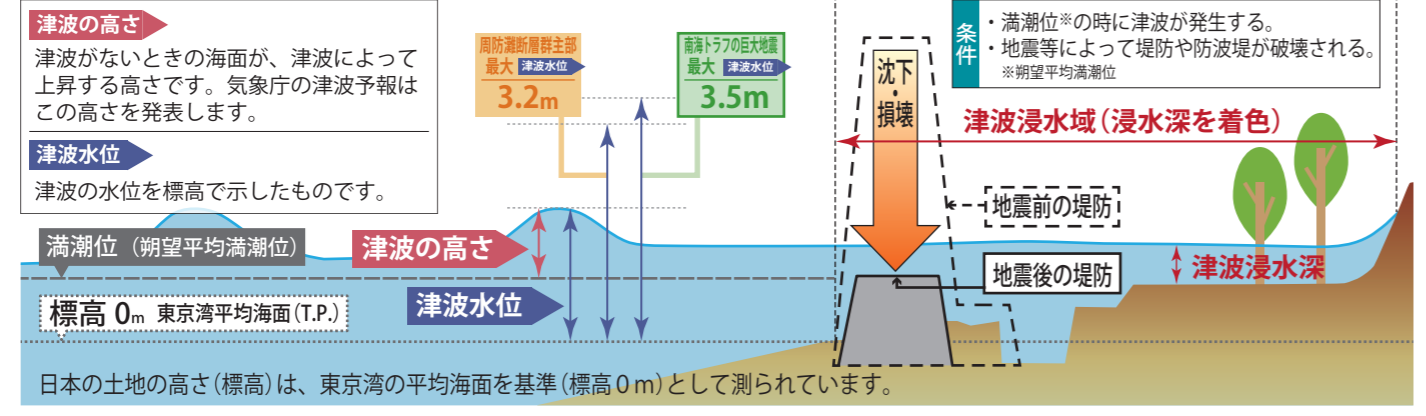 津波の高さ
津波がないときの海面が、津波によって
上昇する高さです。気象庁の津波予報は
この高さを発表します。
津波水位
津波の水位を標高で示したものです。
周防灘断層群主部
最大 津波水位
3.2m
南海トラフの巨大地震
最大 津波水位
3.5m
条件
・満潮位※の時に津波が発生する。
・地震等によって堤防や防波堤が破壊される。
※朔望平均満潮位
沈下・損壊
津波浸水域(浸水深を着色)
地震前の堤防
満潮位(朔望平均満潮位)
津波の高さ
地震後の堤防
津波浸水深
標高 0m 東京湾平均海面(T.P.)
津波水位
日本の土地の高さ(標高)は、東京湾の平均海面を基準(標高0m)として測られています。